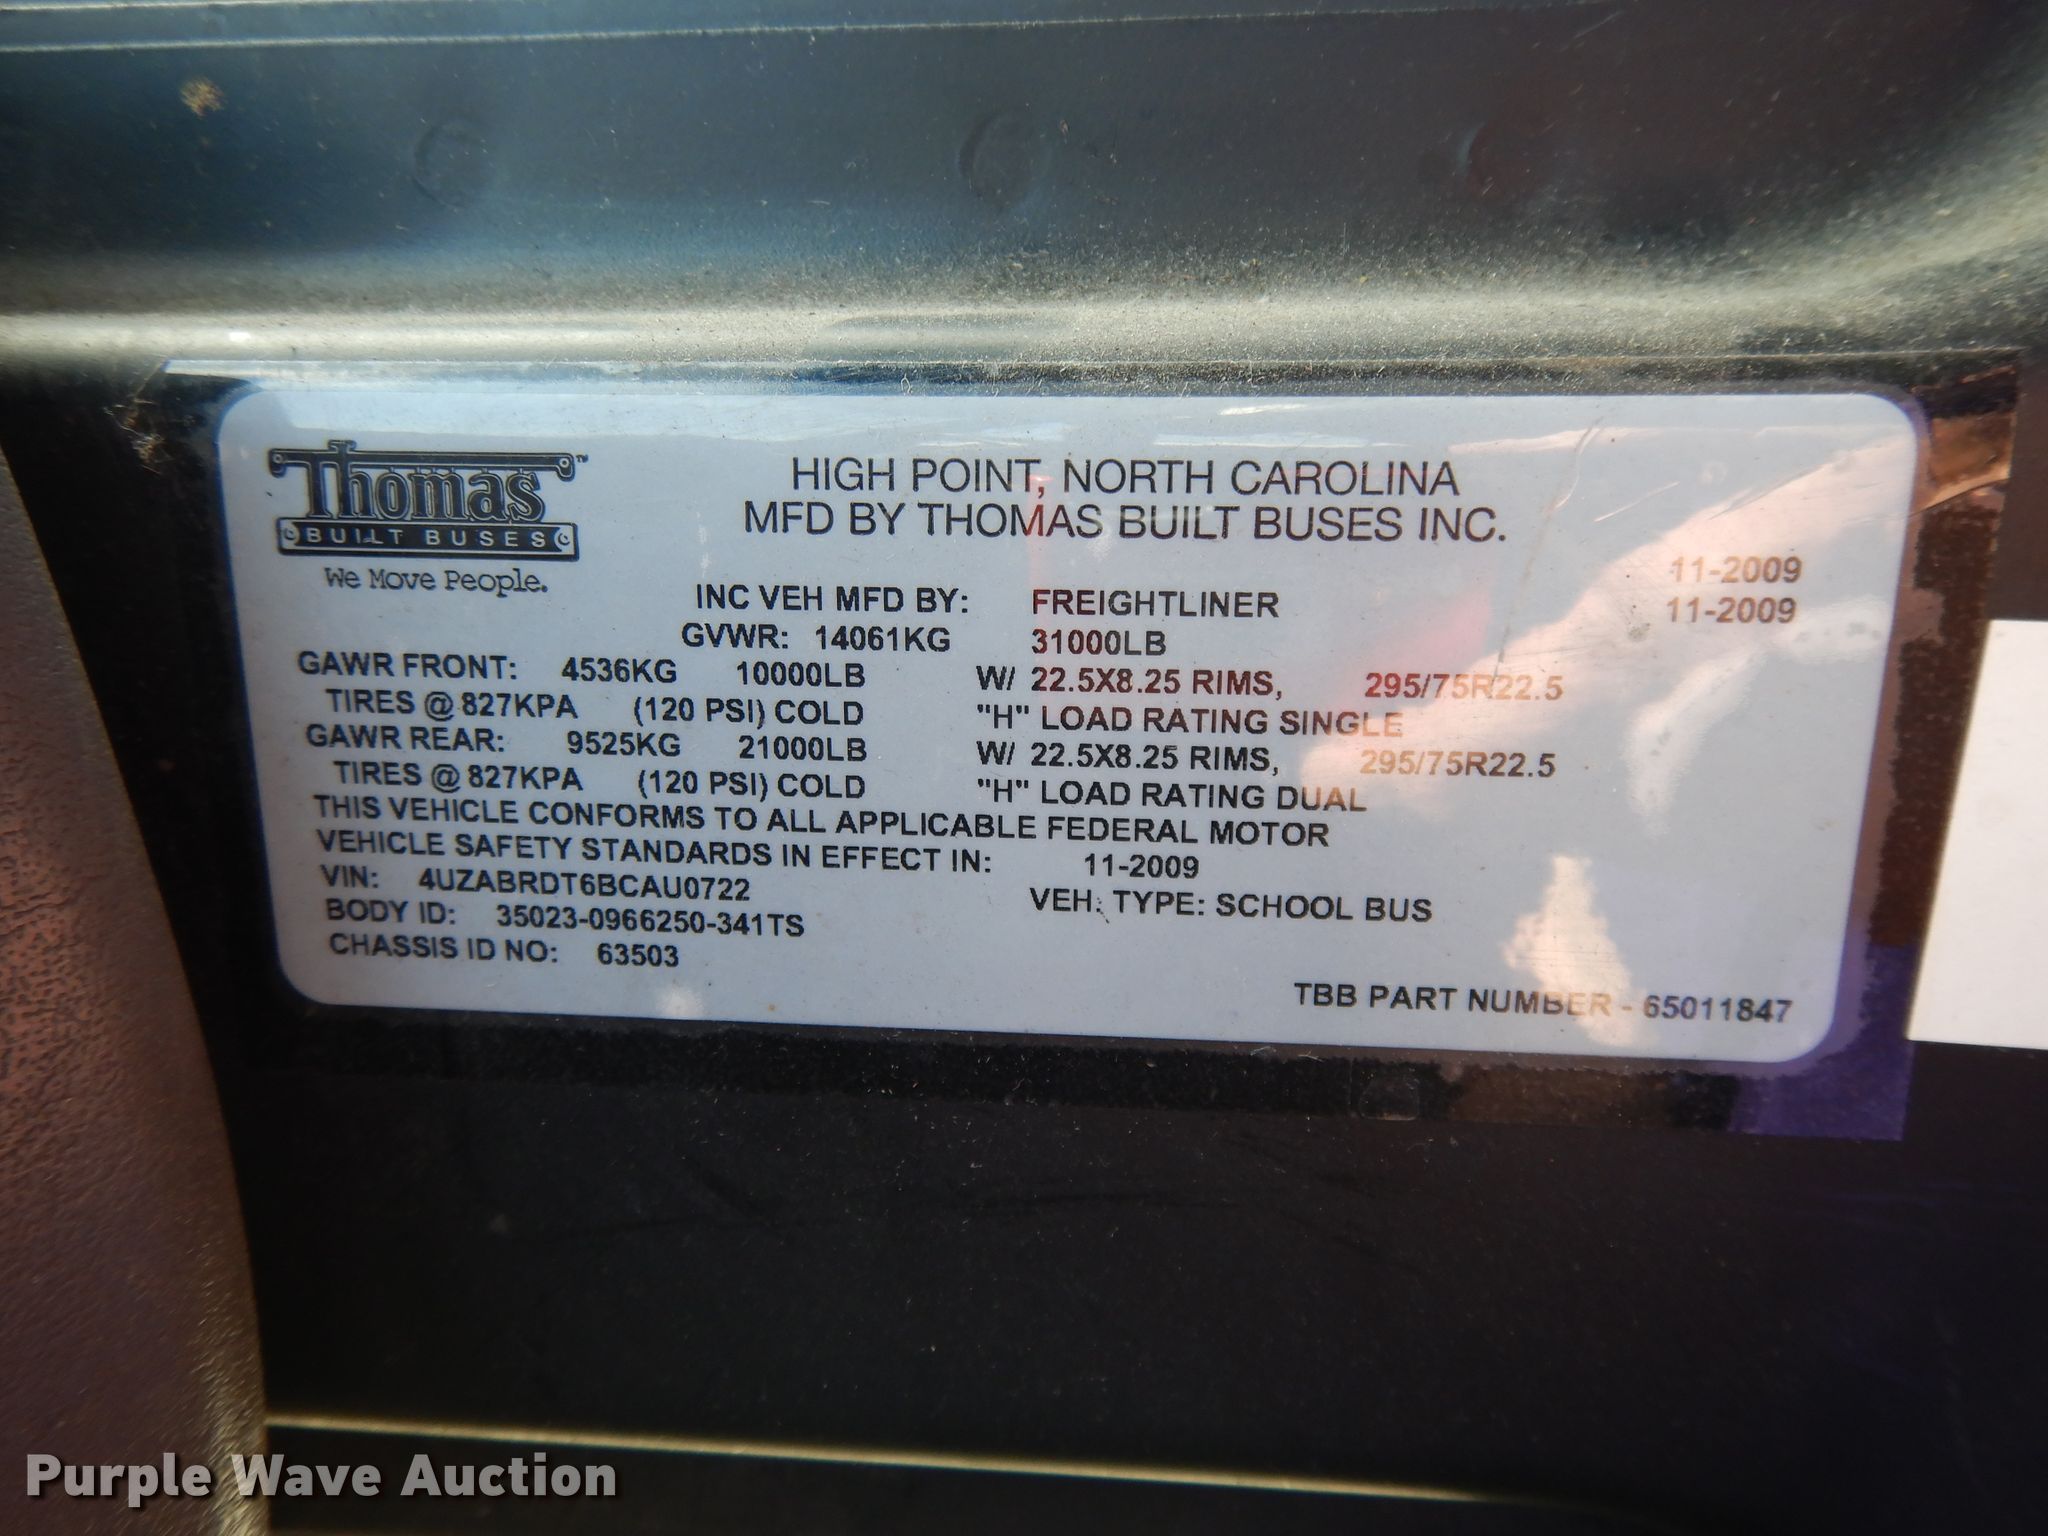 Thomas™
BUILT BUSES
We Move People.
HIGH POINT, NORTH CAROLINA
MFD BY THOMAS BUILT BUSES INC.
11-2009
INC VEH MFD BY: FREIGHTLINER 11-2009
GVWR: 14061KG 31000LB
GAWR FRONT: 4536KG 10000LB W/ 22.5X8.25 RIMS, 295/75R22.5
TIRES @ 827KPA (120 PSI) COLD "H" LOAD RATING SINGLE
GAWR REAR: 9525KG 21000LB W/ 22.5X8.25 RIMS, 295/75R22.5
TIRES @ 827KPA (120 PSI) COLD "H" LOAD RATING DUAL
THIS VEHICLE CONFORMS TO ALL APPLICABLE FEDERAL MOTOR
VEHICLE SAFETY STANDARDS IN EFFECT IN: 11-2009
VIN: 4UZABRDT6BCAU0722 VEH. TYPE: SCHOOL BUS
BODY ID: 35023-0966250-341TS
CHASSIS ID NO: 63503
TBB PART NUMBER - 65011847
Purple Wave Auction